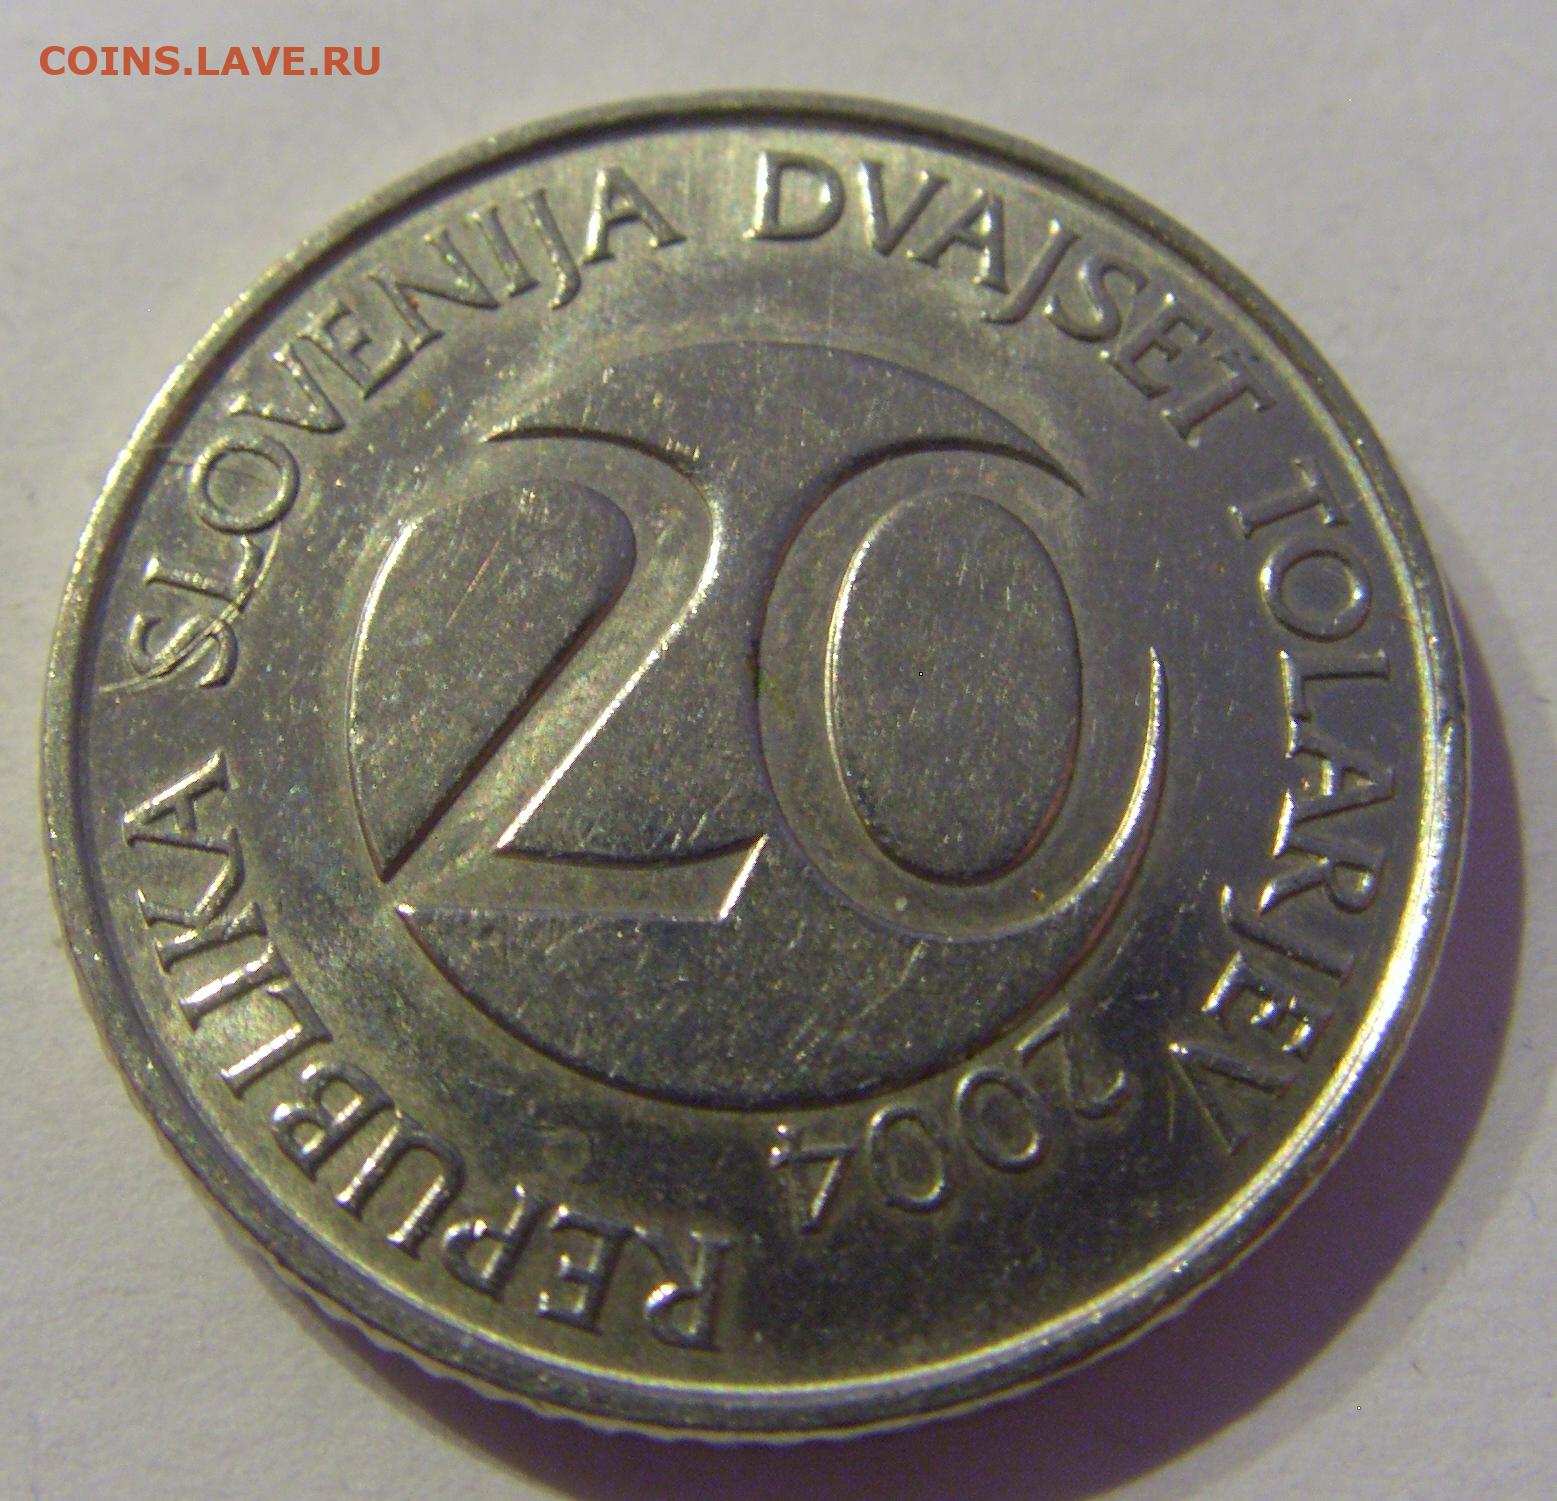 COINS.LAVE.RU
REPUBLIKA SLOVENIJA DVAJSET TOLARJEV
20
2004